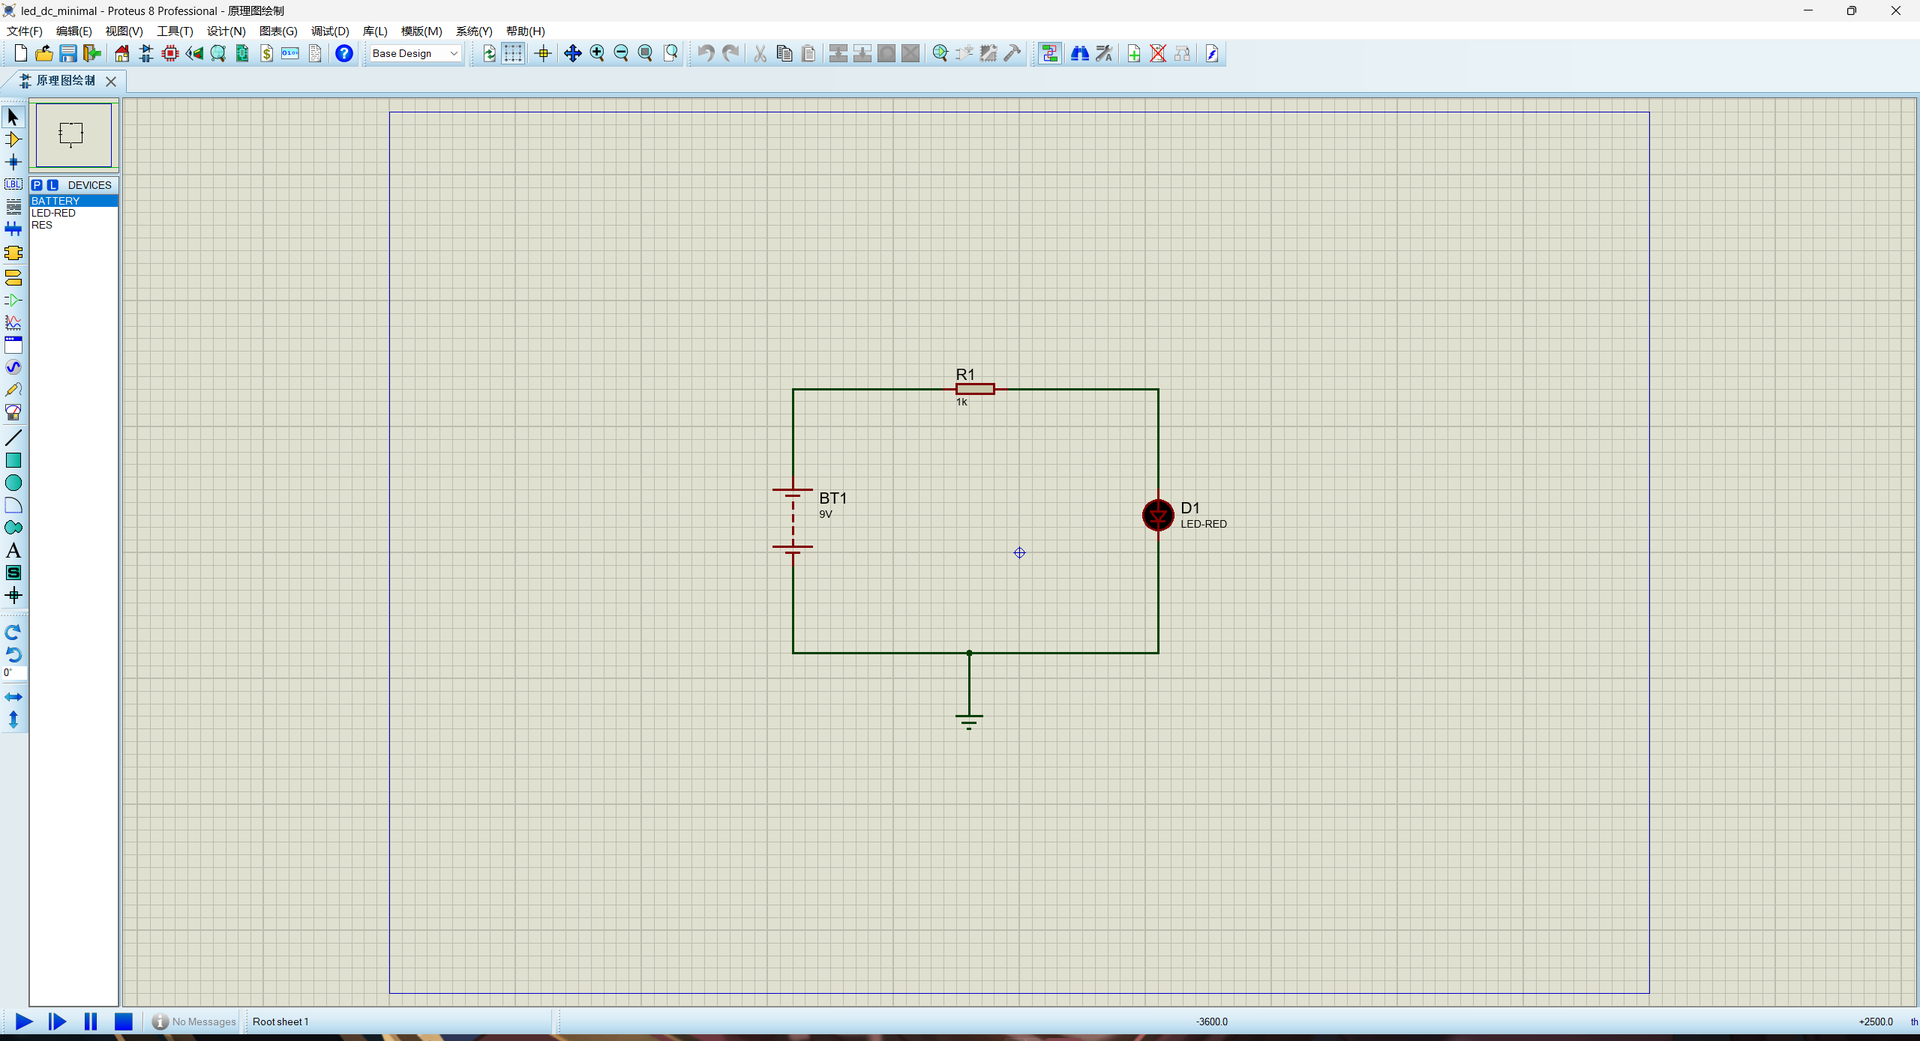 led_dc_minimal - Proteus 8 Professional - 原理图绘制
文件(F) 编辑(E) 视图(V) 工具(T) 设计(N) 图表(G) 调试(D) 库(L) 模版(M) 系统(Y) 帮助(H)
Base Design
原理图绘制
P L DEVICES
BATTERY
LED-RED
RES
LBL
A
S
0°
R1
1k
BT1
9V
D1
LED-RED
No Messages
Root sheet 1
-3600.0
+2500.0
th